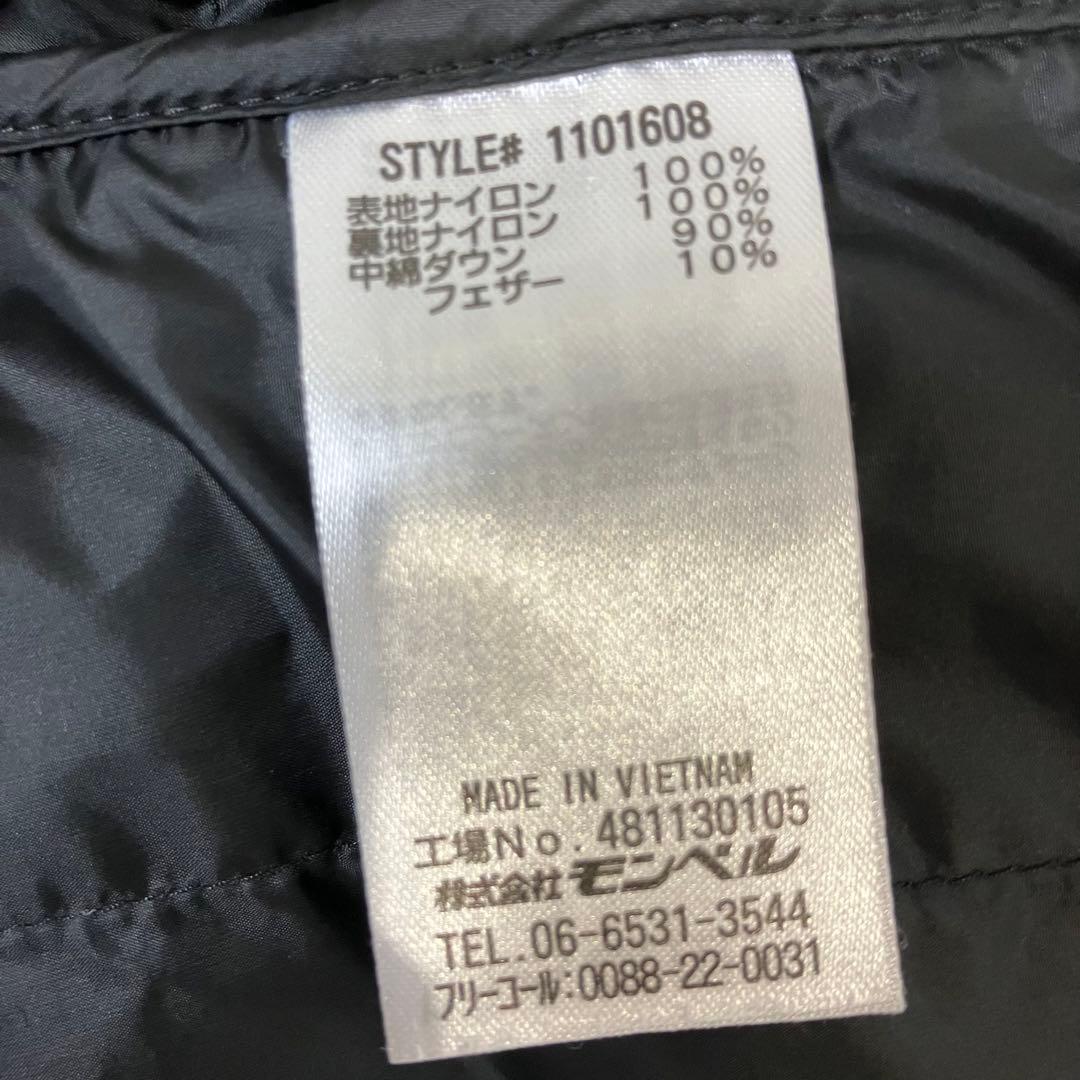 STYLE# 1101608
表地ナイロン 100%
裏地ナイロン 100%
中綿ダウン 90%
フェザー 10%
MADE IN VIETNAM
工場No. 481130105
株式会社モンベル
TEL. 06-6531-3544
フリーコール:0088-22-0031